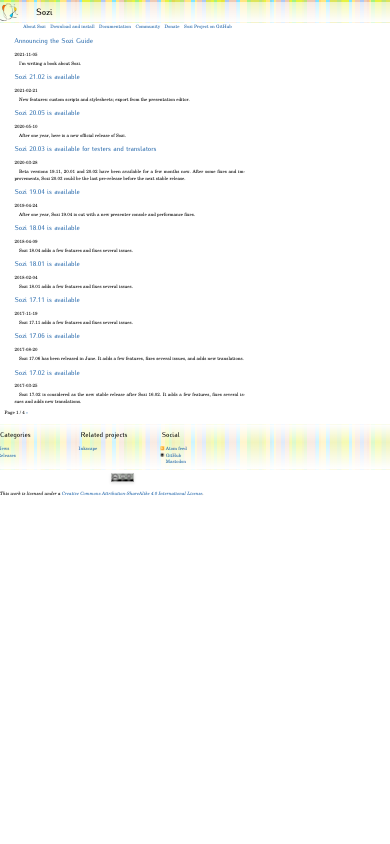 Sozi
About Sozi Download and install Documentation Community Donate Sozi Project on GitHub
Announcing the Sozi Guide
2021-11-05
I'm writing a book about Sozi.
Sozi 21.02 is available
2021-02-21
New features: custom scripts and stylesheets; export from the presentation editor.
Sozi 20.05 is available
2020-05-10
After one year, here is a new official release of Sozi.
Sozi 20.03 is available for testers and translators
2020-03-28
Beta versions 19.11, 20.01 and 20.02 have been available for a few months now. After some fixes and im-
provements, Sozi 20.03 could be the last pre-release before the next stable release.
Sozi 19.04 is available
2019-04-24
After one year, Sozi 19.04 is out with a new presenter console and performance fixes.
Sozi 18.04 is available
2018-04-09
Sozi 18.04 adds a few features and fixes several issues.
Sozi 18.01 is available
2018-02-04
Sozi 18.01 adds a few features and fixes several issues.
Sozi 17.11 is available
2017-11-19
Sozi 17.11 adds a few features and fixes several issues.
Sozi 17.06 is available
2017-08-20
Sozi 17.06 has been released in June. It adds a few features, fixes several issues, and adds new translations.
Sozi 17.02 is available
2017-03-25
Sozi 17.02 is considered as the new stable release after Sozi 16.02. It adds a few features, fixes several is-
sues and adds new translations.
Page 1 / 4 ›
Categories Related projects Social
News Inkscape Atom feed
Releases GitHub
Mastodon
This work is licensed under a Creative Commons Attribution-ShareAlike 4.0 International License.